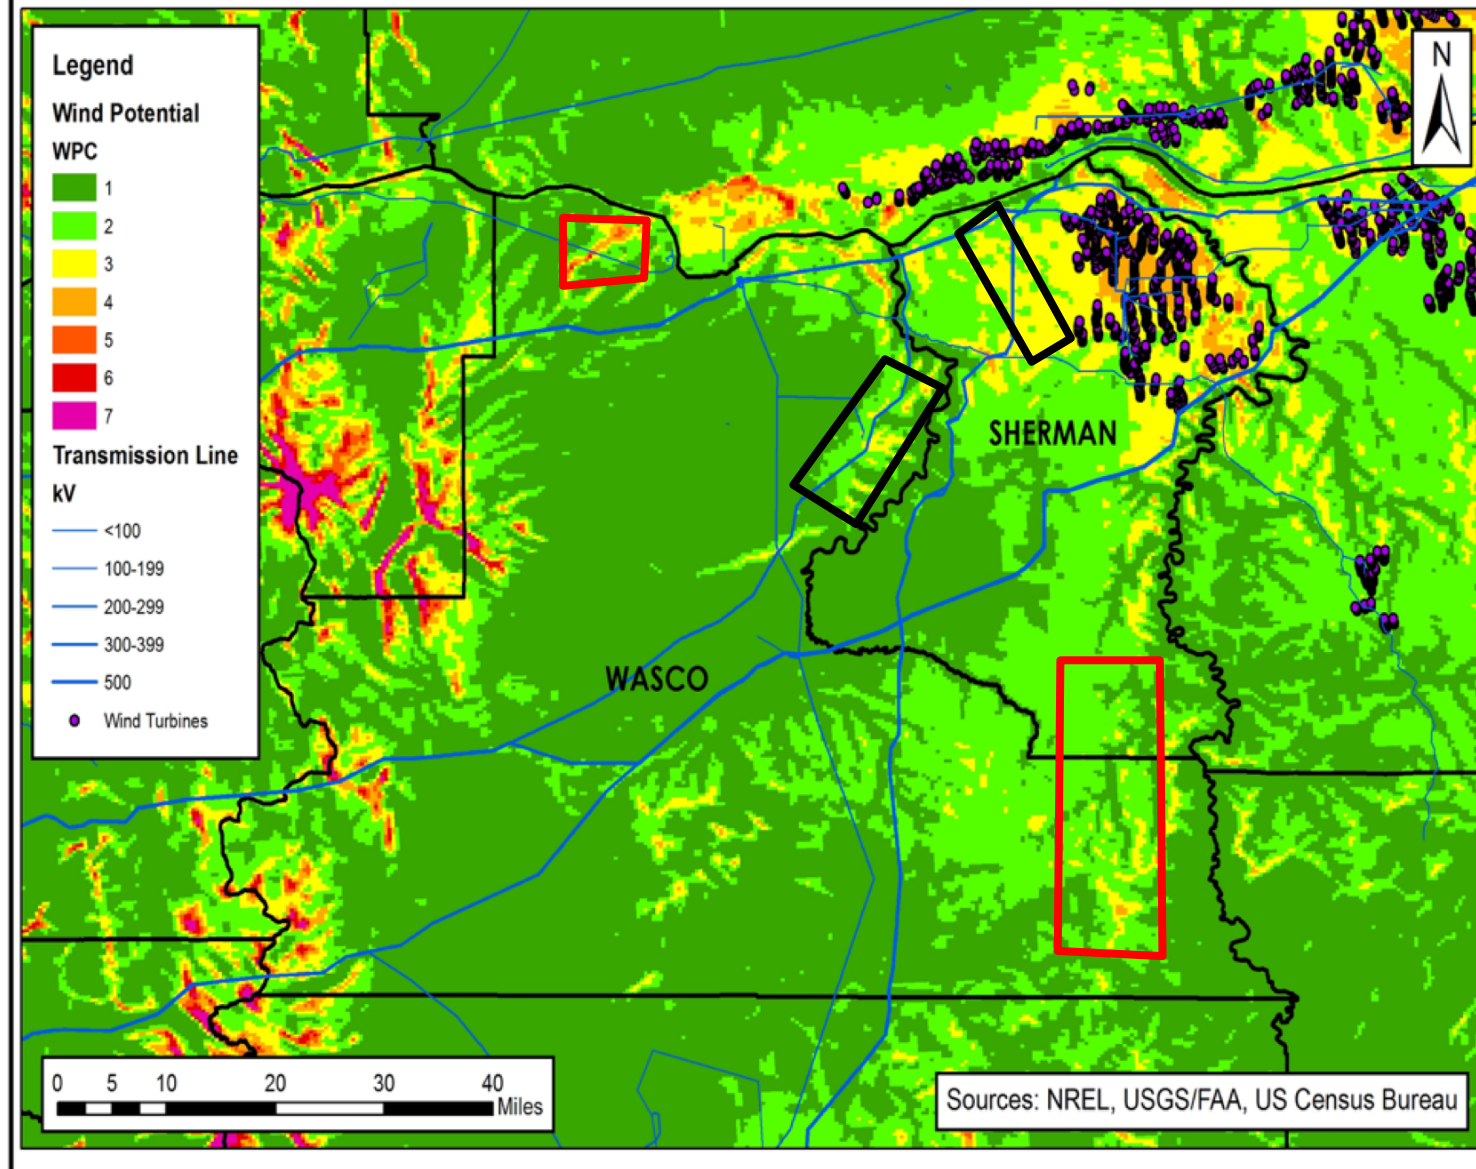 Legend
Wind Potential
WPC
1
2
3
4
5
6
7
Transmission Line
kV
<100
100-199
200-299
300-399
500
Wind Turbines
N
SHERMAN
WASCO
0 5 10 20 30 40
Miles
Sources: NREL, USGS/FAA, US Census Bureau